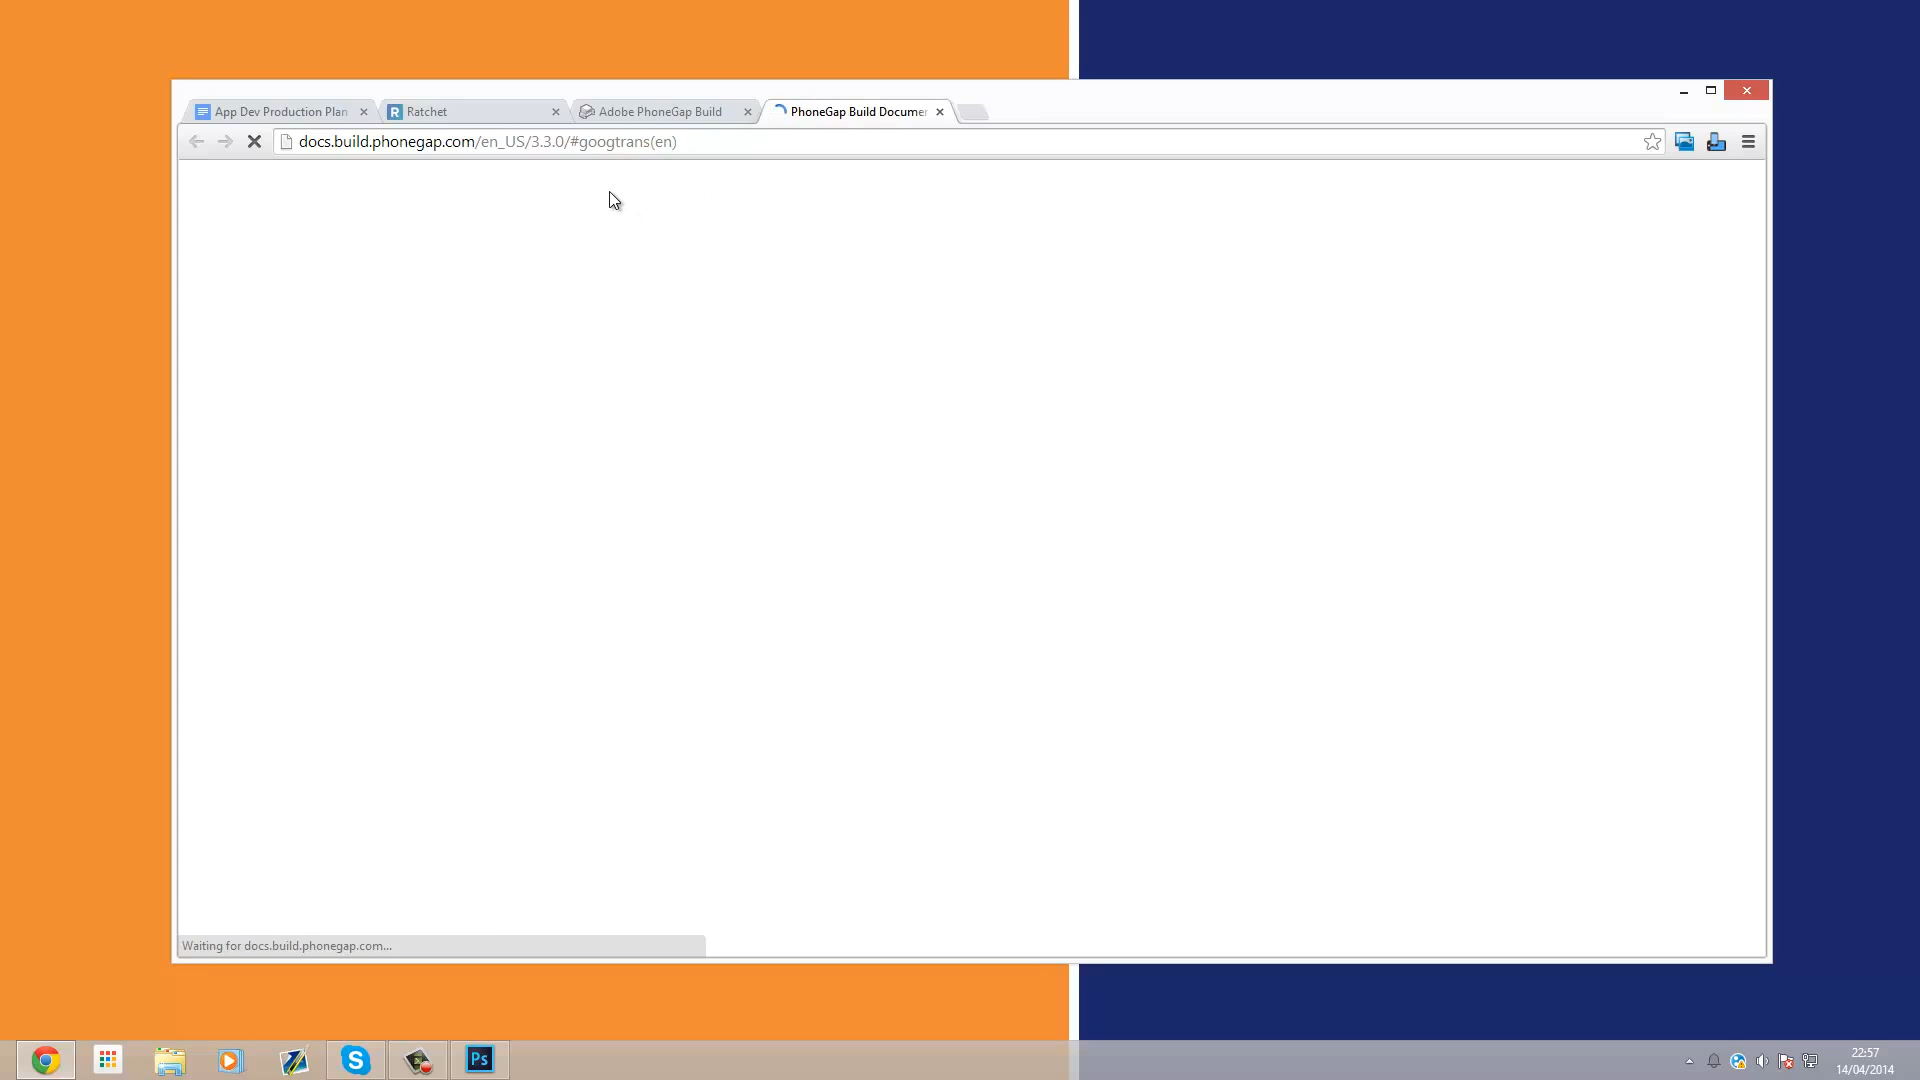 App Dev Production Plan
R Ratchet
Adobe PhoneGap Build
PhoneGap Build Documen
docs.build.phonegap.com/en_US/3.3.0/#googtrans(en)
Waiting for docs.build.phonegap.com...
Ps
22:57
14/04/2014